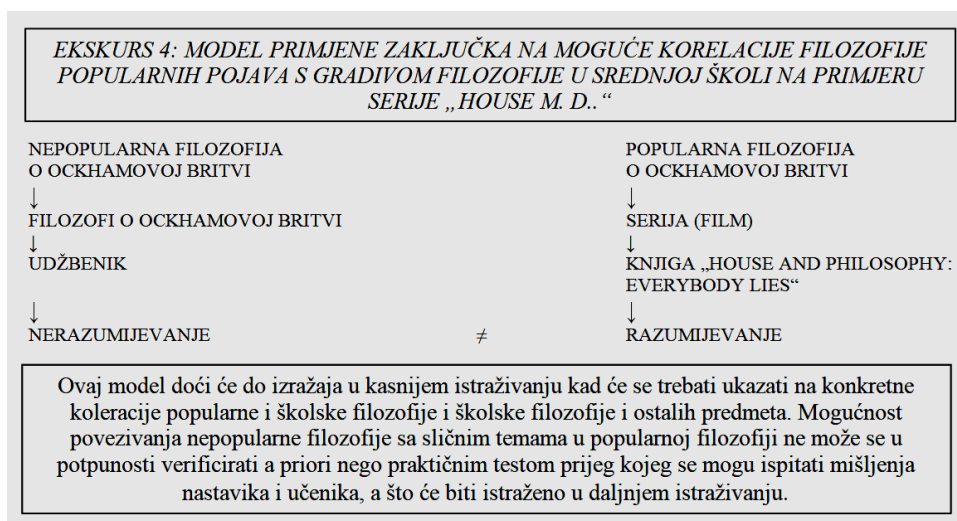 EKSKURS 4: MODEL PRIMJENE ZAKLJUČKA NA MOGUĆE KORELACIJE FILOZOFIJE
POPULARNIH POJAVA S GRADIVOM FILOZOFIJE U SREDNJOJ ŠKOLI NA PRIMJERU
SERIJE „HOUSE M. D..“
NEPOPULARNA FILOZOFIJA
O OCKHAMOVOJ BRITVI
↓
FILOZOFI O OCKHAMOVOJ BRITVI
↓
UDŽBENIK
↓
NERAZUMIJEVANJE
≠
POPULARNA FILOZOFIJA
O OCKHAMOVOJ BRITVI
↓
SERIJA (FILM)
↓
KNJIGA „HOUSE AND PHILOSOPHY:
EVERYBODY LIES“
↓
RAZUMIJEVANJE
Ovaj model doći će do izražaja u kasnijem istraživanju kad će se trebati ukazati na konkretne
koleracije popularne i školske filozofije i školske filozofije i ostalih predmeta. Mogućnost
povezivanja nepopularne filozofije sa sličnim temama u popularnoj filozofiji ne može se u
potpunosti verificirati a priori nego praktičnim testom prijeg kojeg se mogu ispitati mišljenja
nastavika i učenika, a što će biti istraženo u daljnjem istraživanju.